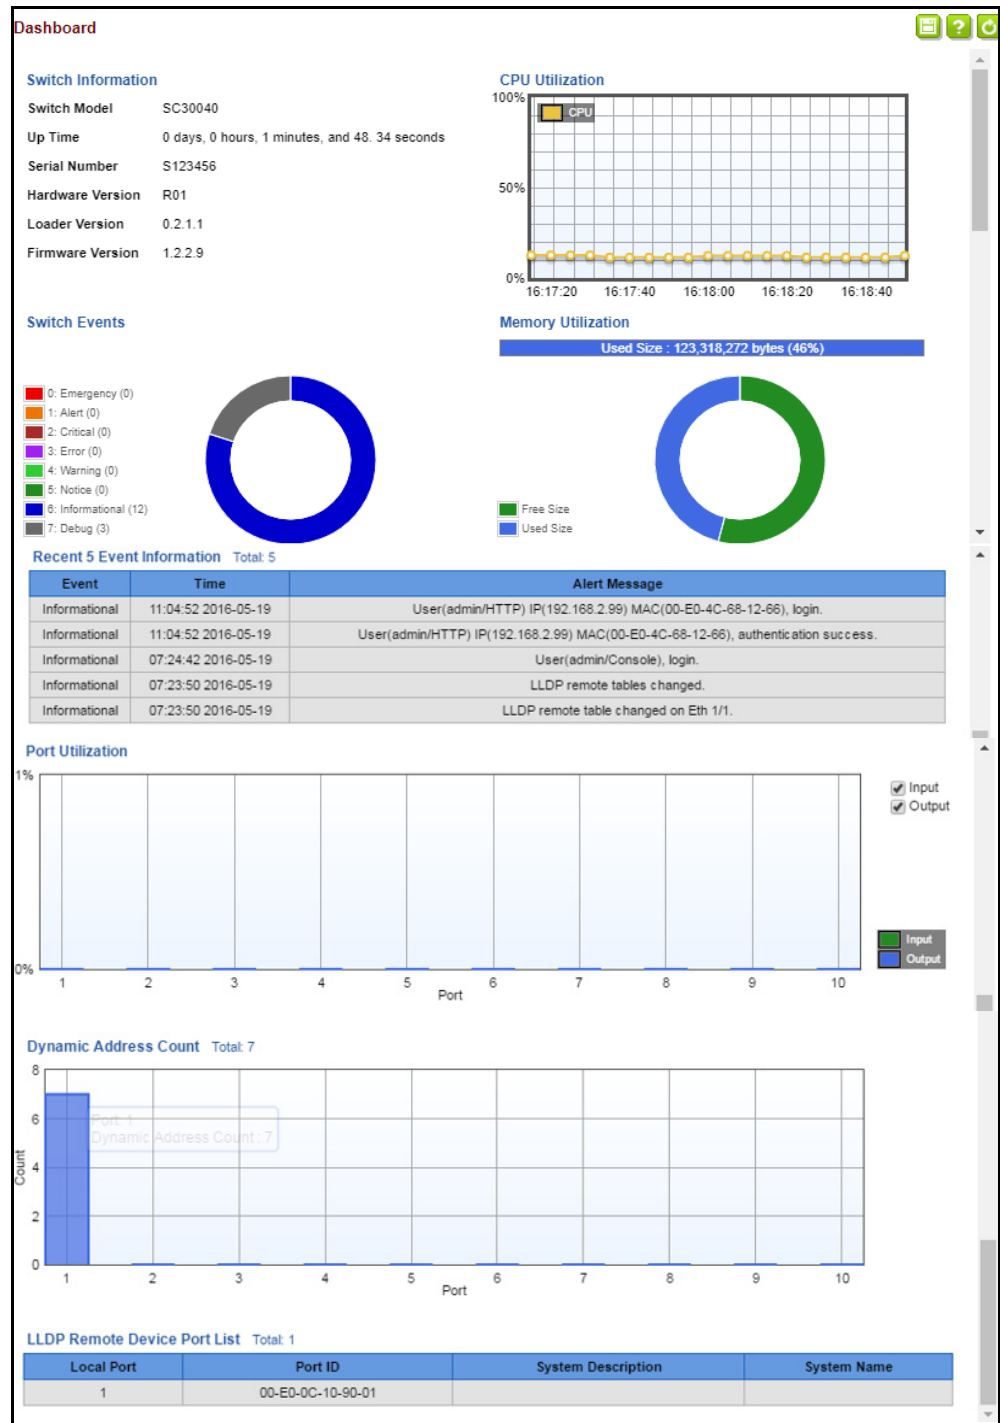 Dashboard
Switch Information
Switch Model SC30040
Up Time 0 days, 0 hours, 1 minutes, and 48. 34 seconds
Serial Number S123456
Hardware Version R01
Loader Version 0.2.1.1
Firmware Version 1.2.2.9
CPU Utilization
100%
CPU
50%
0%
16:17:20 16:17:40 16:18:00 16:18:20 16:18:40
Switch Events
0: Emergency (0)
1: Alert (0)
2: Critical (0)
3: Error (0)
4: Warning (0)
5: Notice (0)
6: Informational (12)
7: Debug (3)
Memory Utilization
Used Size : 123,318,272 bytes (46%)
Free Size
Used Size
Recent 5 Event Information Total: 5
Event Time Alert Message
Informational 11:04:52 2016-05-19 User(admin/HTTP) IP(192.168.2.99) MAC(00-E0-4C-68-12-66), login.
Informational 11:04:52 2016-05-19 User(admin/HTTP) IP(192.168.2.99) MAC(00-E0-4C-68-12-66), authentication success.
Informational 07:24:42 2016-05-19 User(admin/Console), login.
Informational 07:23:50 2016-05-19 LLDP remote tables changed.
Informational 07:23:50 2016-05-19 LLDP remote table changed on Eth 1/1.
Port Utilization
1%
Input
Output
Input
Output
0%
1 2 3 4 5 6 7 8 9 10
Port
Dynamic Address Count Total: 7
8
6
Port: 1
Dynamic Address Count : 7
4
Count
2
0
1 2 3 4 5 6 7 8 9 10
Port
LLDP Remote Device Port List Total: 1
Local Port Port ID System Description System Name
1 00-E0-0C-10-90-01